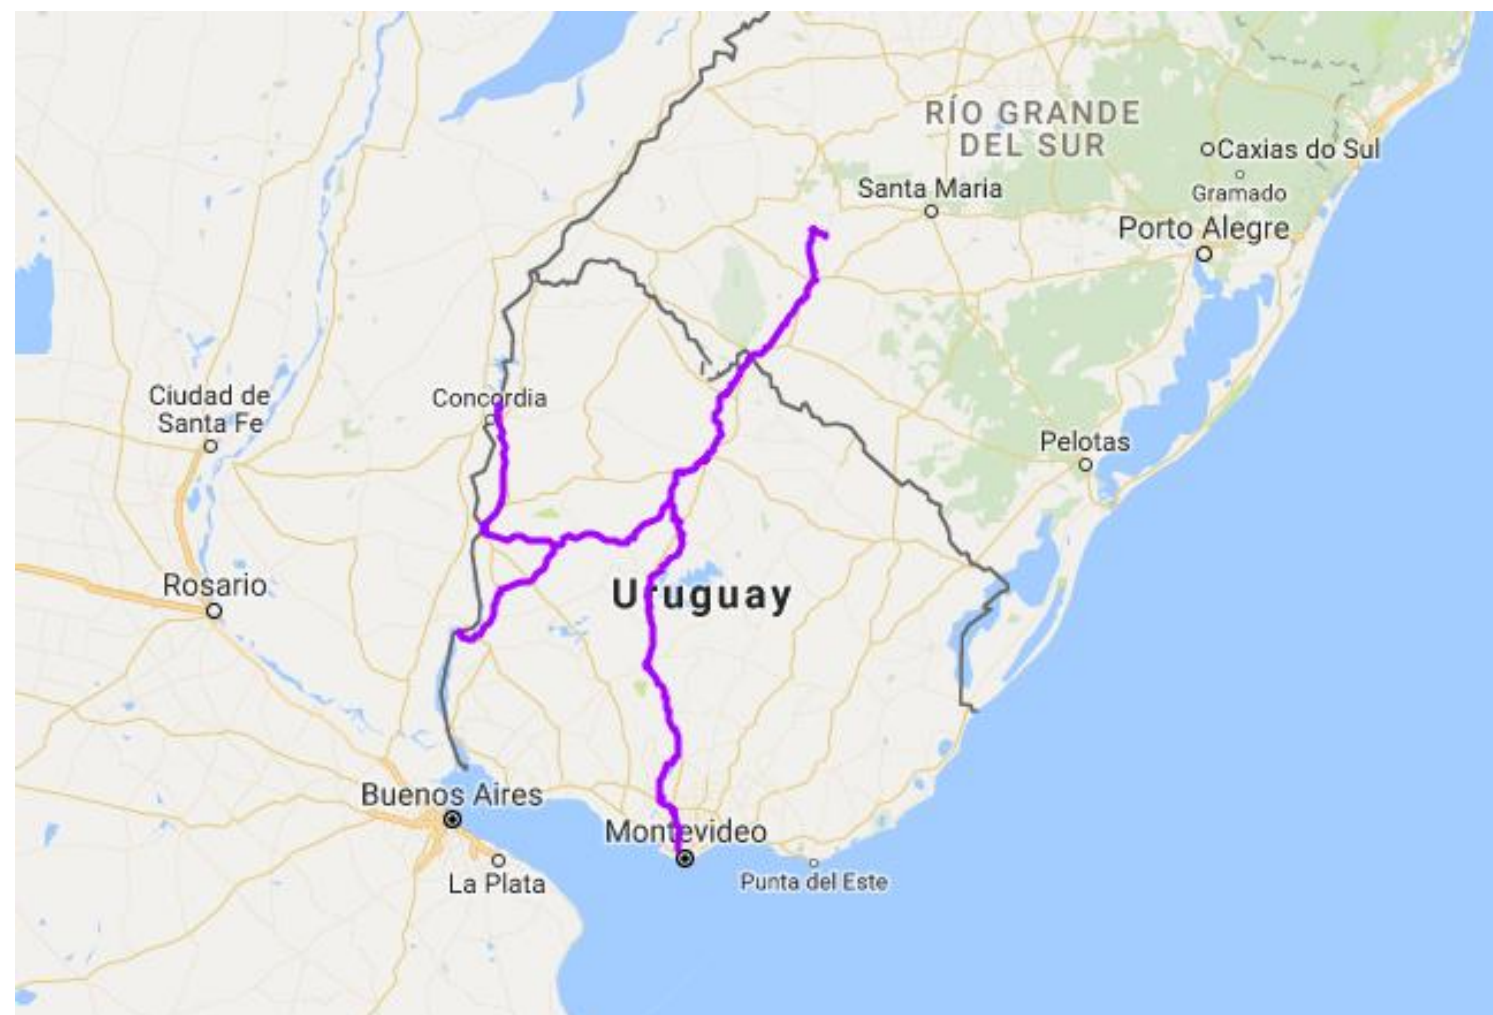 RÍO GRANDE
DEL SUR
Caxias do Sul
Santa Maria
Gramado
Porto Alegre
Ciudad de
Santa Fe
Concordia
Pelotas
Rosario
Uruguay
Buenos Aires
Montevideo
La Plata
Punta del Este